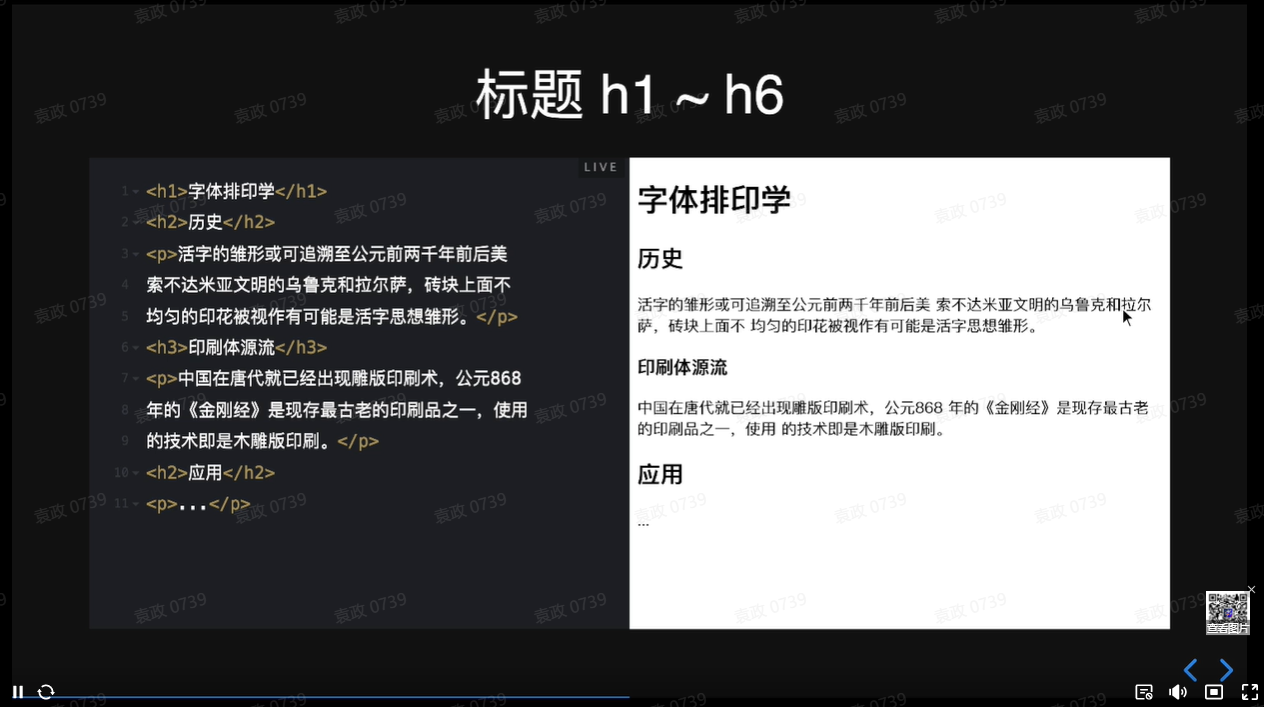 标题 h1 ~ h6
LIVE
1 <h1>字体排印学</h1>
2 <h2>历史</h2>
3 <p>活字的雏形或可追溯至公元前两千年前后美
4 索不达米亚文明的乌鲁克和拉尔萨，砖块上面不
5 均匀的印花被视作有可能是活字思想雏形。</p>
6 <h3>印刷体源流</h3>
7 <p>中国在唐代就已经出现雕版印刷术，公元868
8 年的《金刚经》是现存最古老的印刷品之一，使用
9 的技术即是木雕版印刷。</p>
10 <h2>应用</h2>
11 <p>...</p>
字体排印学
历史
活字的雏形或可追溯至公元前两千年前后美 索不达米亚文明的乌鲁克和拉尔
萨，砖块上面不 均匀的印花被视作有可能是活字思想雏形。
印刷体源流
中国在唐代就已经出现雕版印刷术，公元868 年的《金刚经》是现存最古老
的印刷品之一，使用 的技术即是木雕版印刷。
应用
...
查看图片
袁政 0739